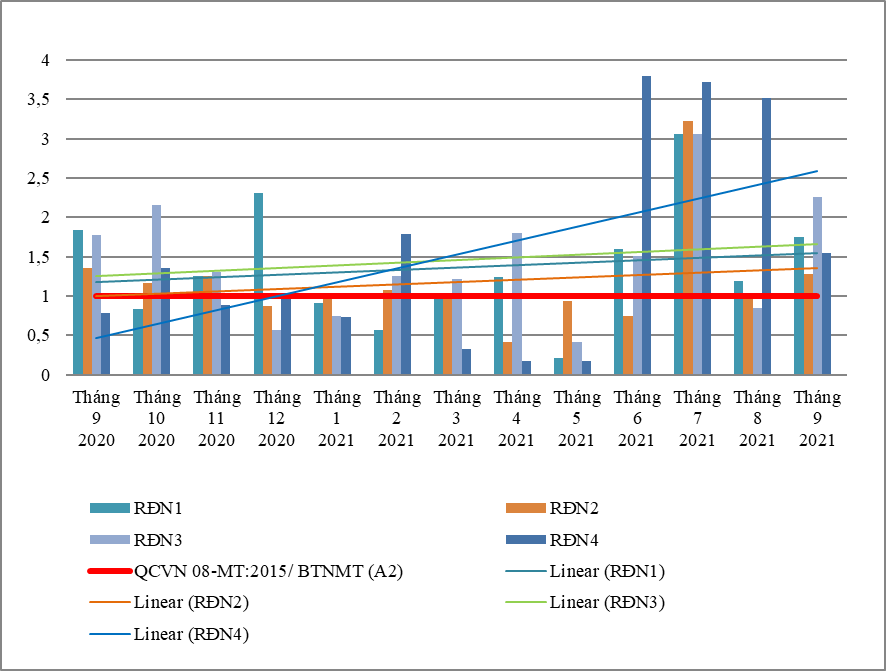 4
3,5
3
2,5
2
1,5
1
0,5
0
Tháng 9 2020
Tháng 10 2020
Tháng 11 2020
Tháng 12 2020
Tháng 1 2021
Tháng 2 2021
Tháng 3 2021
Tháng 4 2021
Tháng 5 2021
Tháng 6 2021
Tháng 7 2021
Tháng 8 2021
Tháng 9 2021
RĐN1
RĐN2
RĐN3
RĐN4
QCVN 08-MT:2015/ BTNMT (A2)
Linear (RĐN1)
Linear (RĐN2)
Linear (RĐN3)
Linear (RĐN4)